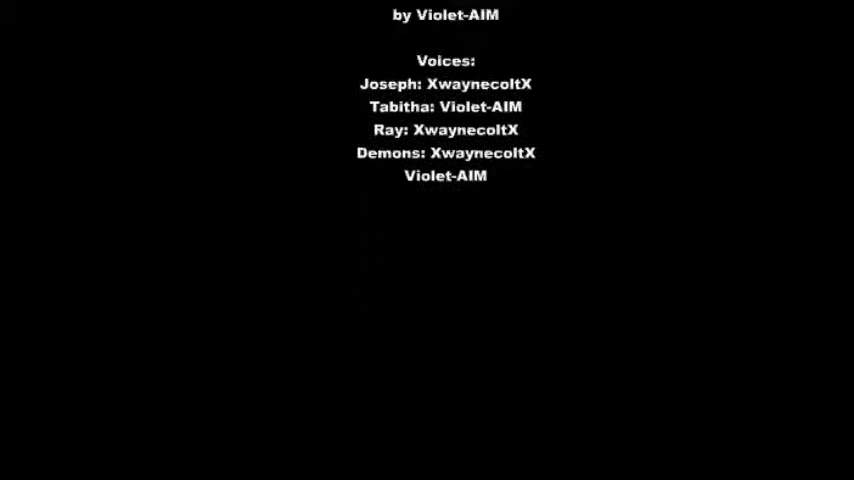 by Violet-AIM
Voices:
Joseph: XwaynecoltX
Tabitha: Violet-AIM
Ray: XwaynecoltX
Demons: XwaynecoltX
Violet-AIM